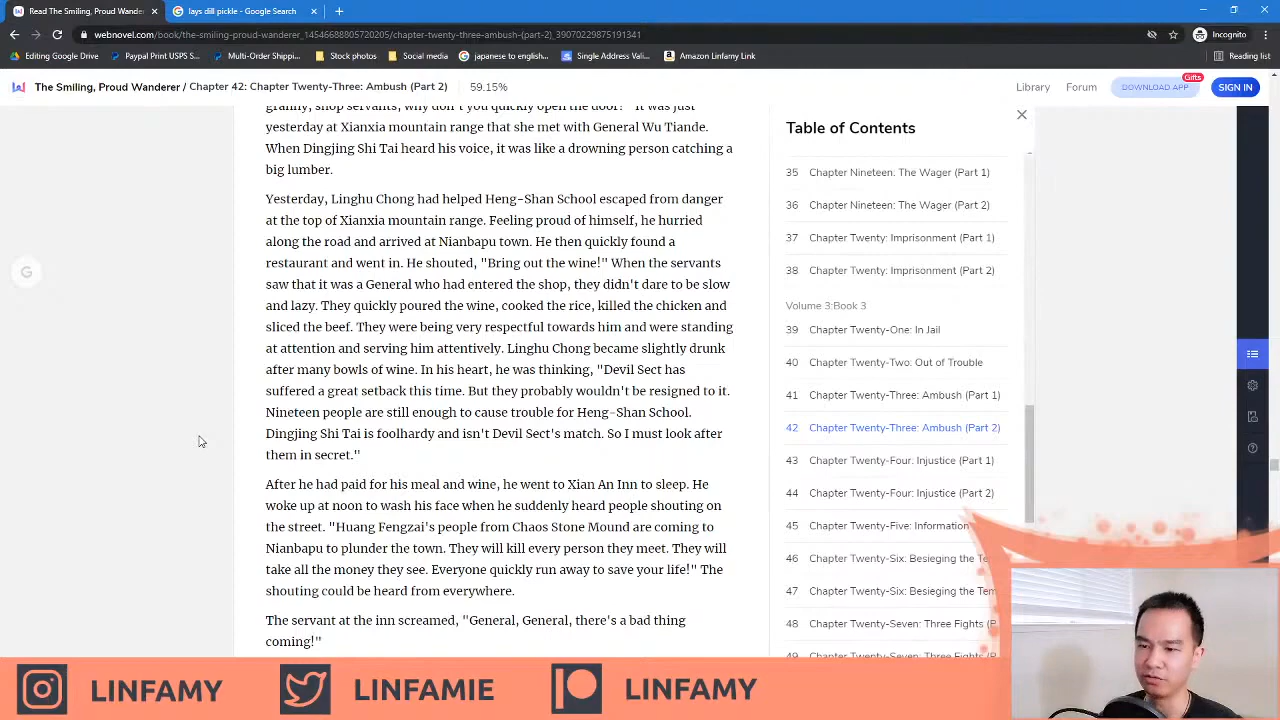 Read The Smiling, Proud Wander
lays dill pickle - Google Search
webnovel.com/book/the-smiling-proud-wanderer_14546688805720205/chapter-twenty-three-ambush-(part-2)_39070229875191341
Incognito
Editing Google Drive
Paypal Print USPS S...
Multi-Order Shippi...
Stock photos
Social media
japanese to english...
Single Address Vali...
Amazon Linfamy Link
Reading list
The Smiling, Proud Wanderer / Chapter 42: Chapter Twenty-Three: Ambush (Part 2) 59.15%
Library
Forum
DOWNLOAD APP
Gifts
SIGN IN
granny, shop servants, why don't you quickly open the door?" It was just
yesterday at Xianxia mountain range that she met with General Wu Tiande.
When Dingjing Shi Tai heard his voice, it was like a drowning person catching a
big lumber.
Yesterday, Linghu Chong had helped Heng-Shan School escaped from danger
at the top of Xianxia mountain range. Feeling proud of himself, he hurried
along the road and arrived at Nianbapu town. He then quickly found a
restaurant and went in. He shouted, "Bring out the wine!" When the servants
saw that it was a General who had entered the shop, they didn't dare to be slow
and lazy. They quickly poured the wine, cooked the rice, killed the chicken and
sliced the beef. They were being very respectful towards him and were standing
at attention and serving him attentively. Linghu Chong became slightly drunk
after many bowls of wine. In his heart, he was thinking, "Devil Sect has
suffered a great setback this time. But they probably wouldn't be resigned to it.
Nineteen people are still enough to cause trouble for Heng-Shan School.
Dingjing Shi Tai is foolhardy and isn't Devil Sect's match. So I must look after
them in secret."
After he had paid for his meal and wine, he went to Xian An Inn to sleep. He
woke up at noon to wash his face when he suddenly heard people shouting on
the street. "Huang Fengzai's people from Chaos Stone Mound are coming to
Nianbapu to plunder the town. They will kill every person they meet. They will
take all the money they see. Everyone quickly run away to save your life!" The
shouting could be heard from everywhere.
The servant at the inn screamed, "General, General, there's a bad thing
coming!"
Table of Contents
35 Chapter Nineteen: The Wager (Part 1)
36 Chapter Nineteen: The Wager (Part 2)
37 Chapter Twenty: Imprisonment (Part 1)
38 Chapter Twenty: Imprisonment (Part 2)
Volume 3:Book 3
39 Chapter Twenty-One: In Jail
40 Chapter Twenty-Two: Out of Trouble
41 Chapter Twenty-Three: Ambush (Part 1)
42 Chapter Twenty-Three: Ambush (Part 2)
43 Chapter Twenty-Four: Injustice (Part 1)
44 Chapter Twenty-Four: Injustice (Part 2)
45 Chapter Twenty-Five: Information
46 Chapter Twenty-Six: Besieging the Te
47 Chapter Twenty-Six: Besieging the Tem
48 Chapter Twenty-Seven: Three Fights (P
49 Chapter Twenty-Seven: Three Fights (P
LINFAMY
LINFAMIE
LINFAMY